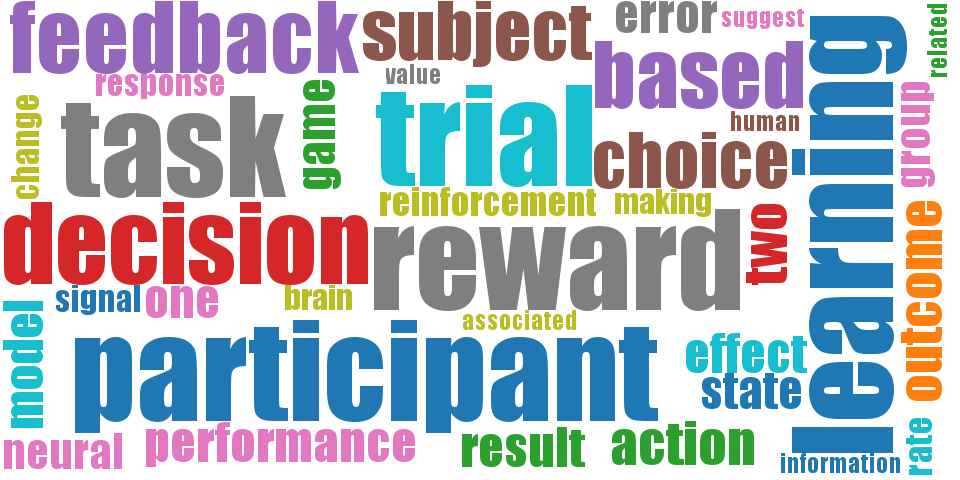 feedback
subject
error
suggest
related
response
value
based
learning
change
task
game
trial
human
choice
group
reinforcement
making
decision
reward
two
outcome
signal
one
brain
model
associated
participant
effect
state
neural
performance
result
action
information
rate